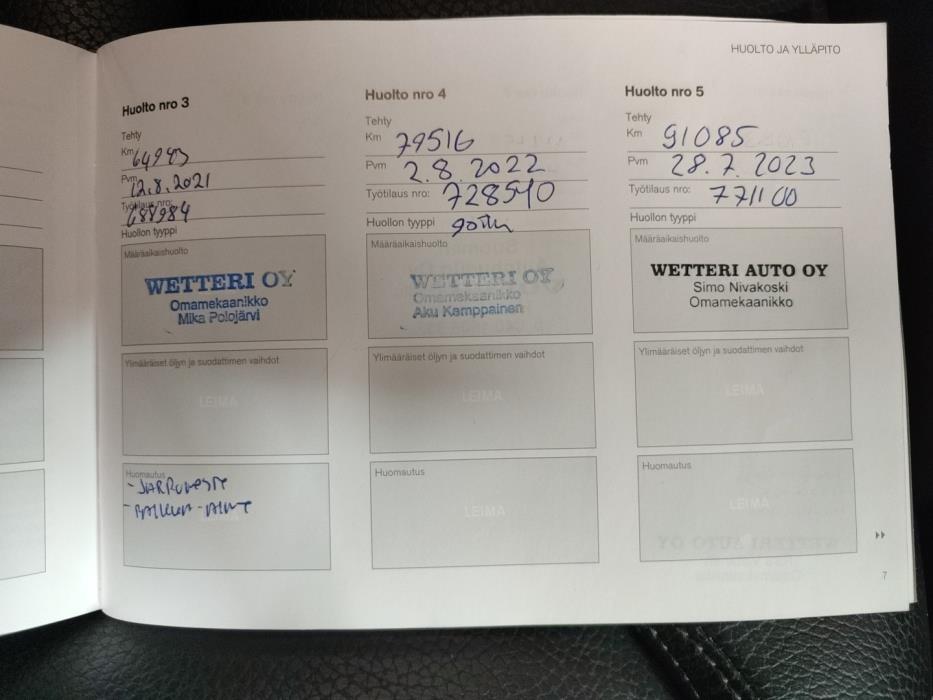 HUOLTO JA YLLÄPITO
Huolto nro 3
Tehty
Km 64993
Pvm 12.8.2021
Työtilaus nro: 688984
Huollon tyyppi
Määräaikaishuolto
WETTERI OY
Omamekaanikko
Mika Polojärvi
Ylimääräiset öljyn ja suodattimen vaihdot
LEIMA
Huomautus
- JARRUNESTE
Huolto nro 4
Tehty
Km 79516
Pvm 2.8.2022
Työtilaus nro: 728540
Huollon tyyppi 90tkm
Määräaikaishuolto
WETTERI OY
Omamekaanikko
Aku Kamppainen
Ylimääräiset öljyn ja suodattimen vaihdot
LEIMA
Huomautus
LEIMA
Huolto nro 5
Tehty
Km 91085
Pvm 28.7.2023
Työtilaus nro: 771100
Huollon tyyppi
Määräaikaishuolto
WETTERI AUTO OY
Simo Nivakoski
Omamekaanikko
Ylimääräiset öljyn ja suodattimen vaihdot
LEIMA
Huomautus
LEIMA
7